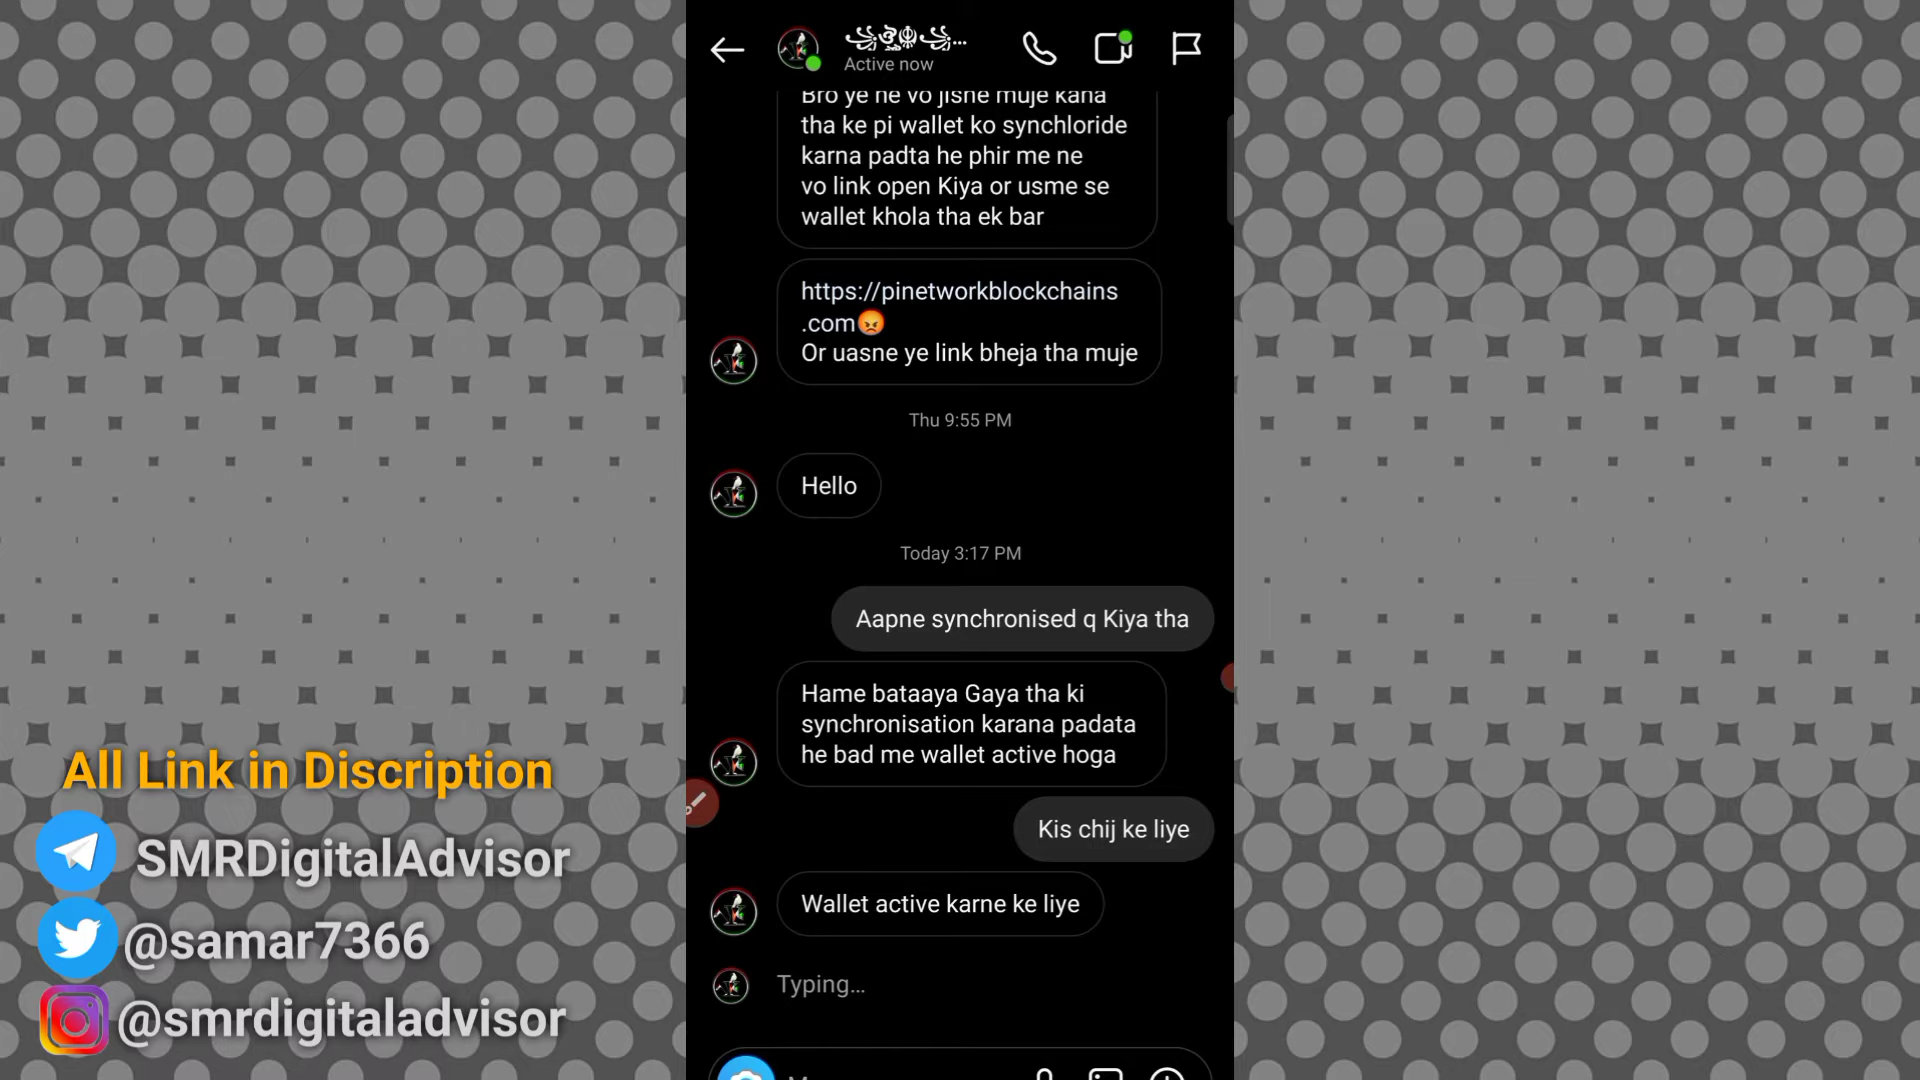 Active now
Bro ye he vo jisne muje kaha
tha ke pi wallet ko synchloride
karna padta he phir me ne
vo link open Kiya or usme se
wallet khola tha ek bar
https://pinetworkblockchains
.com😡
Or uasne ye link bheja tha muje
Thu 9:55 PM
Hello
Today 3:17 PM
Aapne synchronised q Kiya tha
Hame bataaya Gaya tha ki
synchronisation karana padata
he bad me wallet active hoga
Kis chij ke liye
Wallet active karne ke liye
Typing...
All Link in Discription
SMRDigitalAdvisor
@samar7366
@smrdigitaladvisor